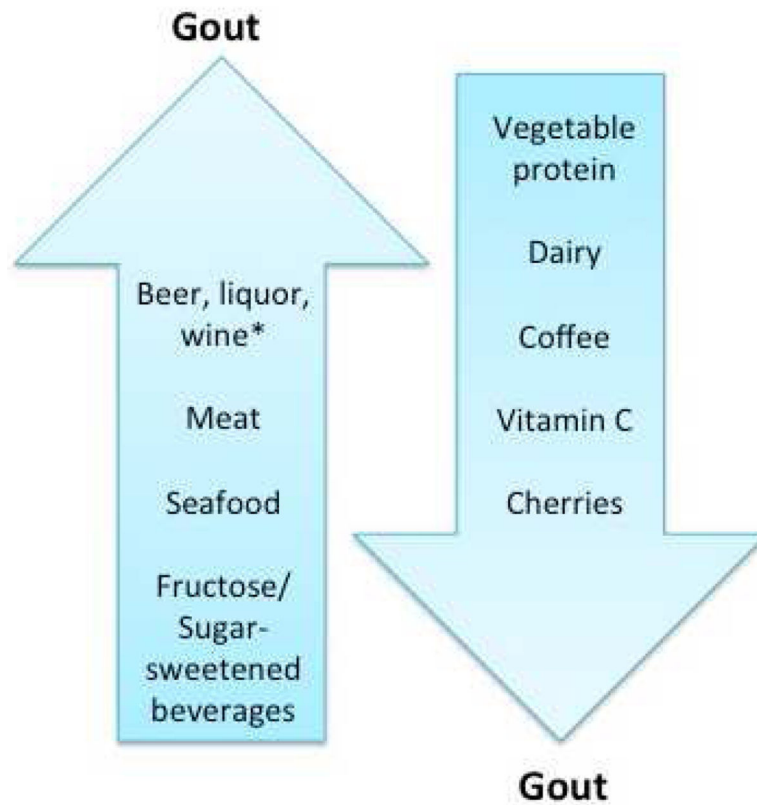 Gout
Beer, liquor,
wine*
Meat
Seafood
Fructose/
Sugar-
sweetened
beverages
Vegetable
protein
Dairy
Coffee
Vitamin C
Cherries
Gout